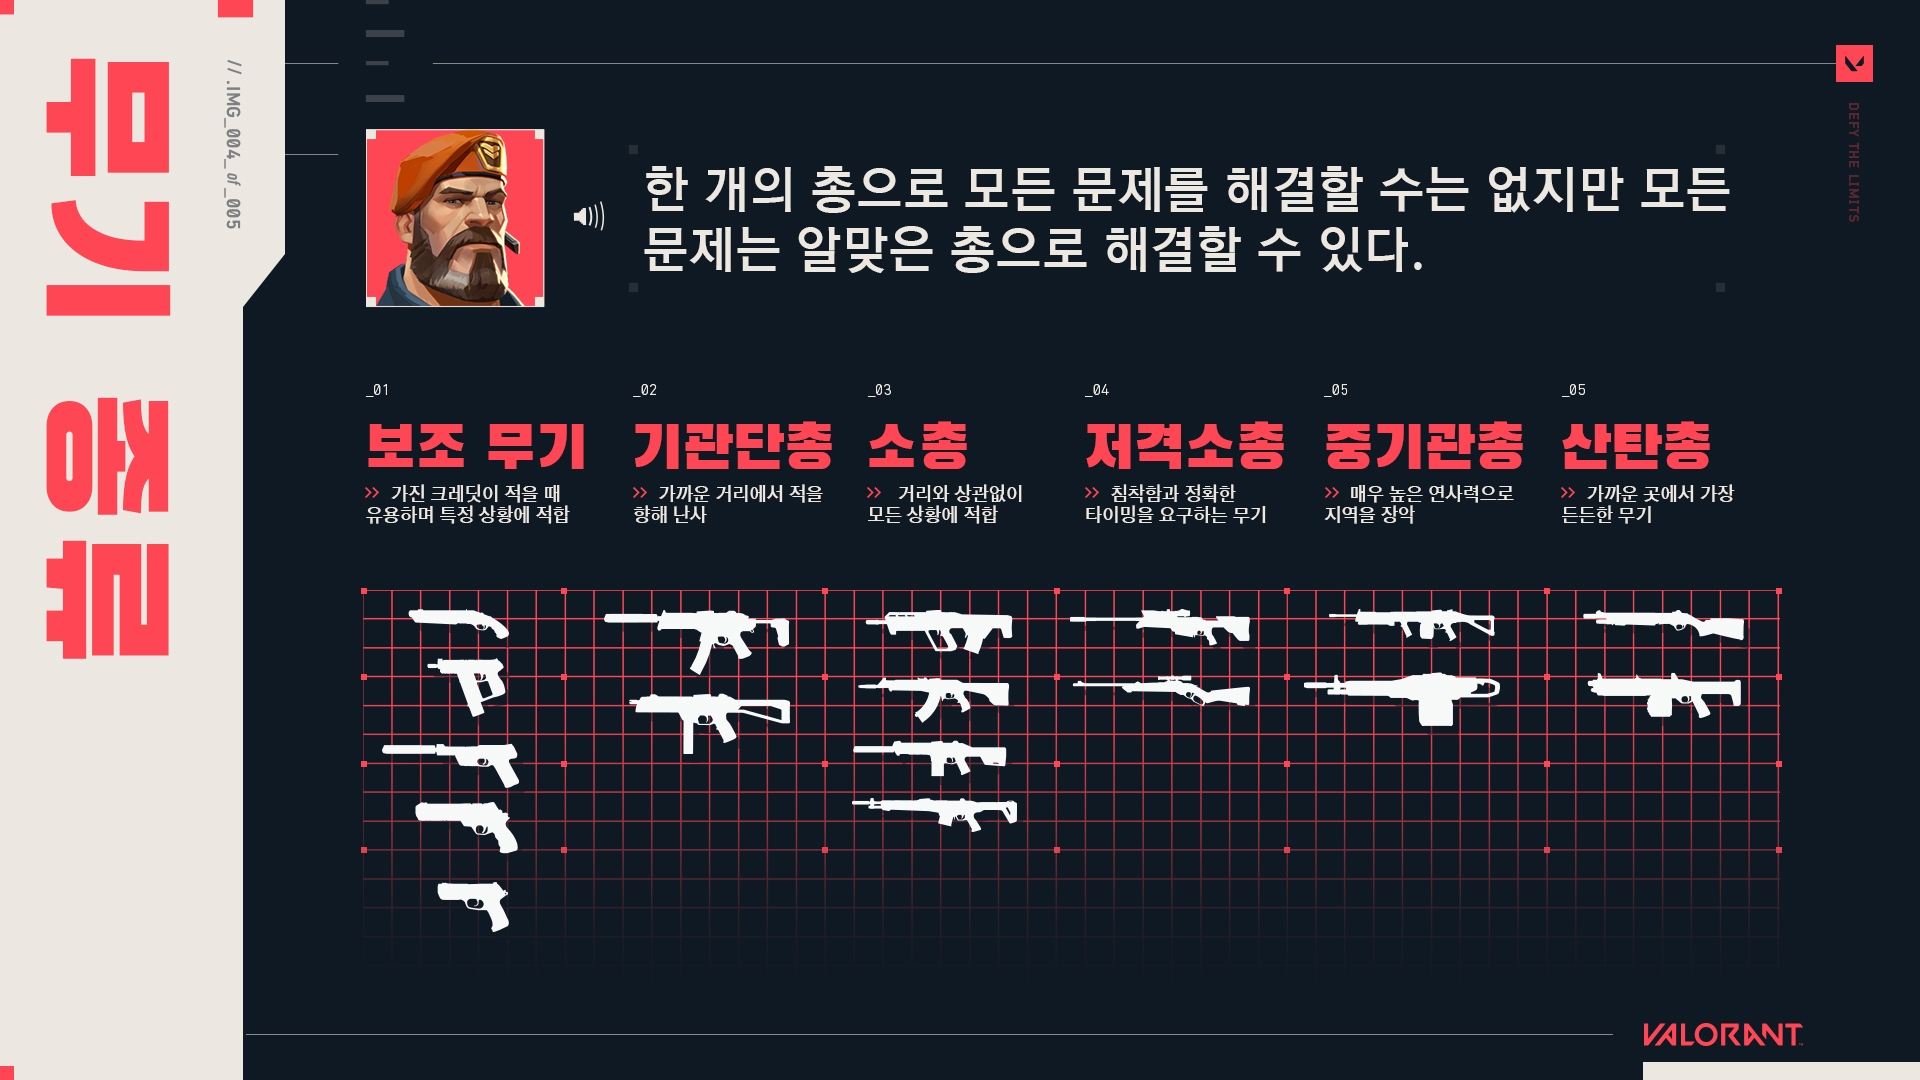 무기 종류
// .IMG_004_of_005
DEFY THE LIMITS
한 개의 총으로 모든 문제를 해결할 수는 없지만 모든
문제는 알맞은 총으로 해결할 수 있다.
_01
보조 무기
>> 가진 크레딧이 적을 때
유용하며 특정 상황에 적합
_02
기관단총
>> 가까운 거리에서 적을
향해 난사
_03
소총
>> 거리와 상관없이
모든 상황에 적합
_04
저격소총
>> 침착함과 정확한
타이밍을 요구하는 무기
_05
중기관총
>> 매우 높은 연사력으로
지역을 장악
_05
산탄총
>> 가까운 곳에서 가장
든든한 무기
VALORANT